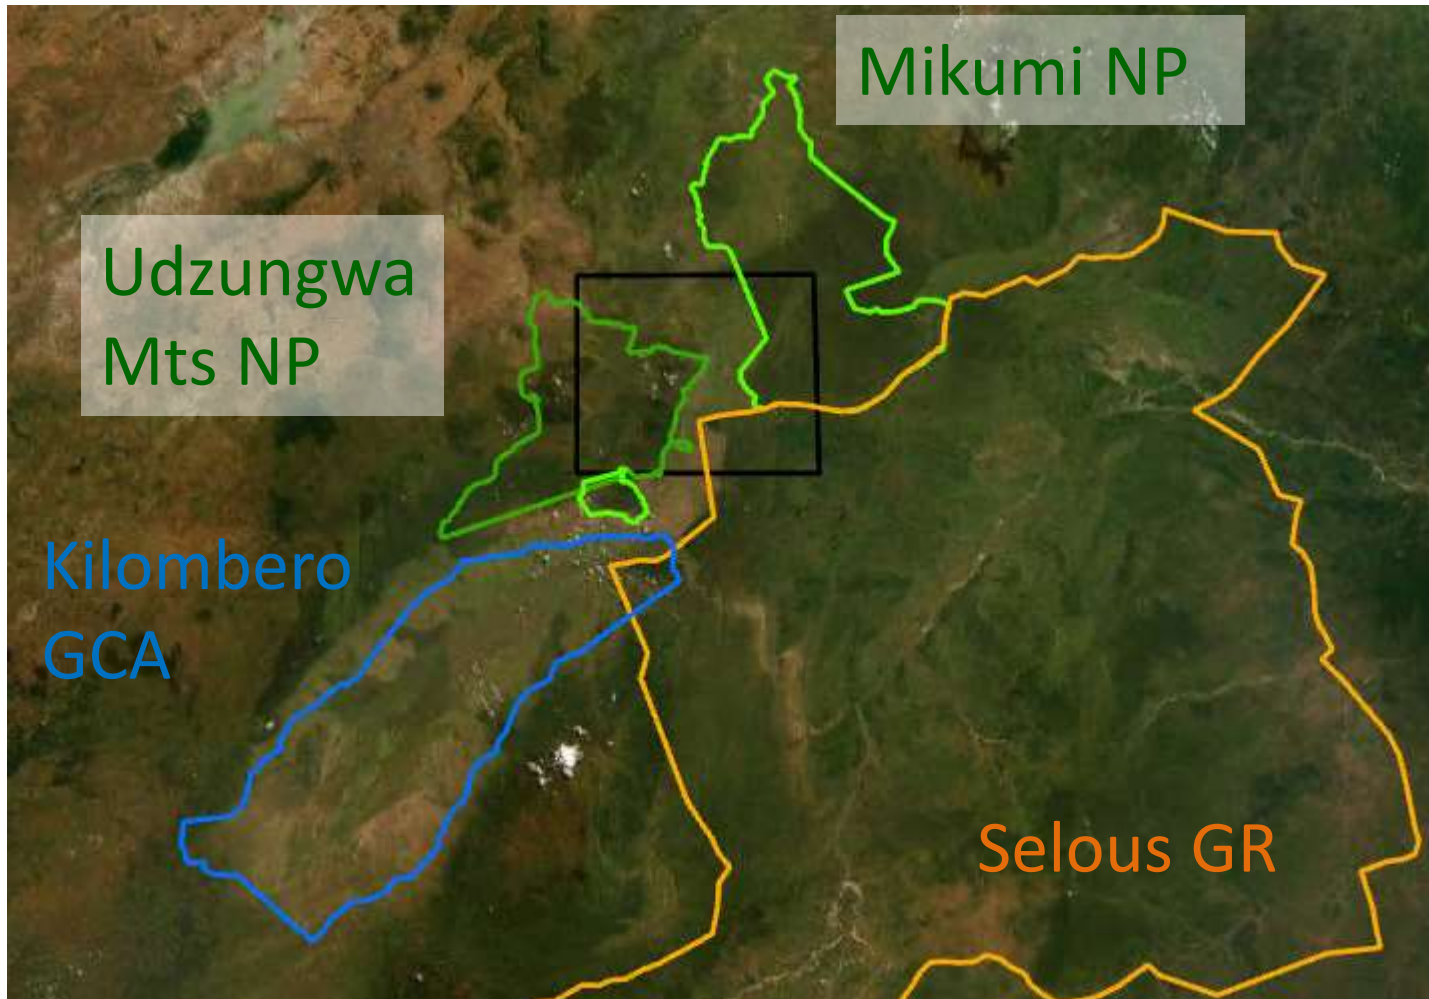 Mikumi NP
Udzungwa
Mts NP
Kilombero
GCA
Selous GR